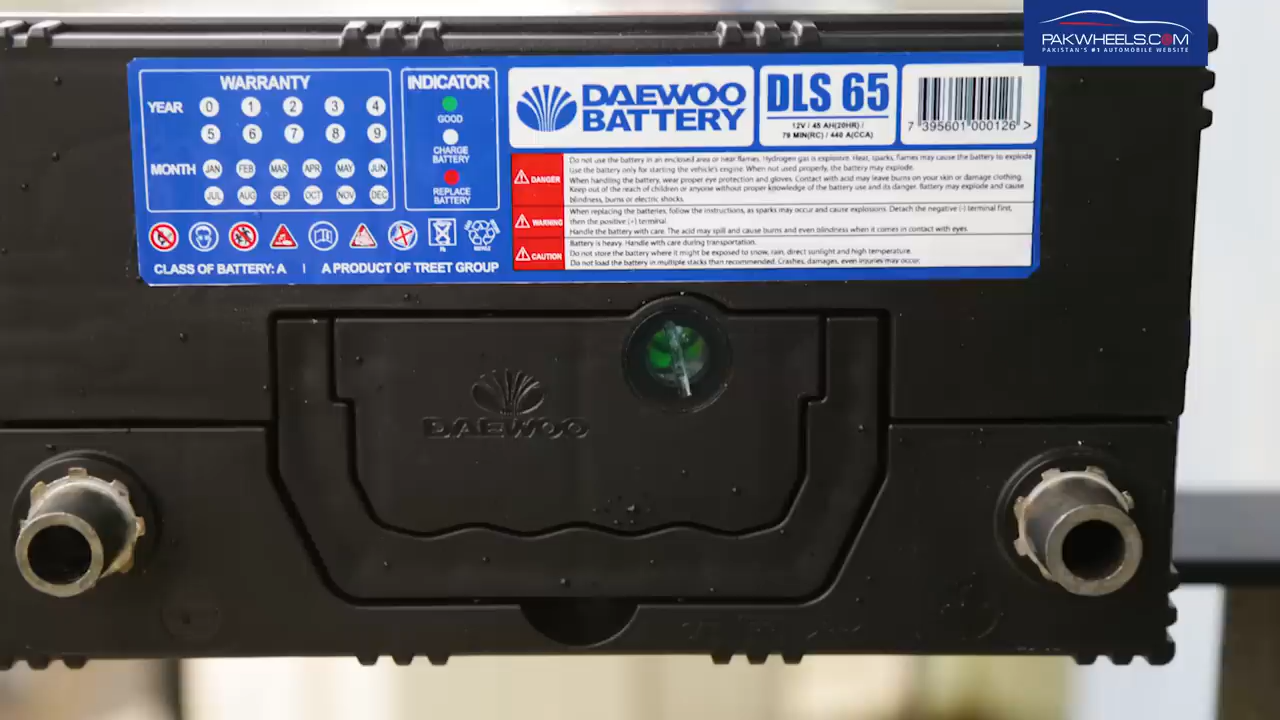 PAKWHEELS.COM
PAKISTAN'S #1 AUTOMOBILE WEBSITE
WARRANTY
YEAR 0 1 2 3 4
5 6 7 8 9
MONTH JAN FEB MAR APR MAY JUN
JUL AUG SEP OCT NOV DEC
INDICATOR
GOOD
CHARGE
BATTERY
REPLACE
BATTERY
DAEWOO
BATTERY
DLS 65
12V / 45 AH(20HR) /
79 MIN(RC) / 440 A(CCA)
7 395601 000126 >
DANGER
Do not use the battery in an enclosed area or near flames. Hydrogen gas is explosive. Heat, sparks, flames may cause the battery to explode
Use the battery only for starting the vehicle's engine. When not used properly, the battery may explode.
When handling the battery, wear proper eye protection and gloves. Contact with acid may leave burns on your skin or damage clothing.
Keep out of the reach of children or anyone without proper knowledge of the battery use and its danger. Battery may explode and cause
blindness, burns or electric shocks.
WARNING
When replacing the batteries, follow the instructions, as sparks may occur and cause explosions. Detach the negative (-) terminal first,
then the positive (+) terminal.
Handle the battery with care. The acid may spill and cause burns and even blindness when it comes in contact with eyes.
CAUTION
Battery is heavy. Handle with care during transportation.
Do not store the battery where it might be exposed to snow, rain, direct sunlight and high temperature.
Do not load the battery in multiple stacks than recommended. Crashes, damages, even injuries may occur.
Pb
CLASS OF BATTERY: A | A PRODUCT OF TREET GROUP
DAEWOO